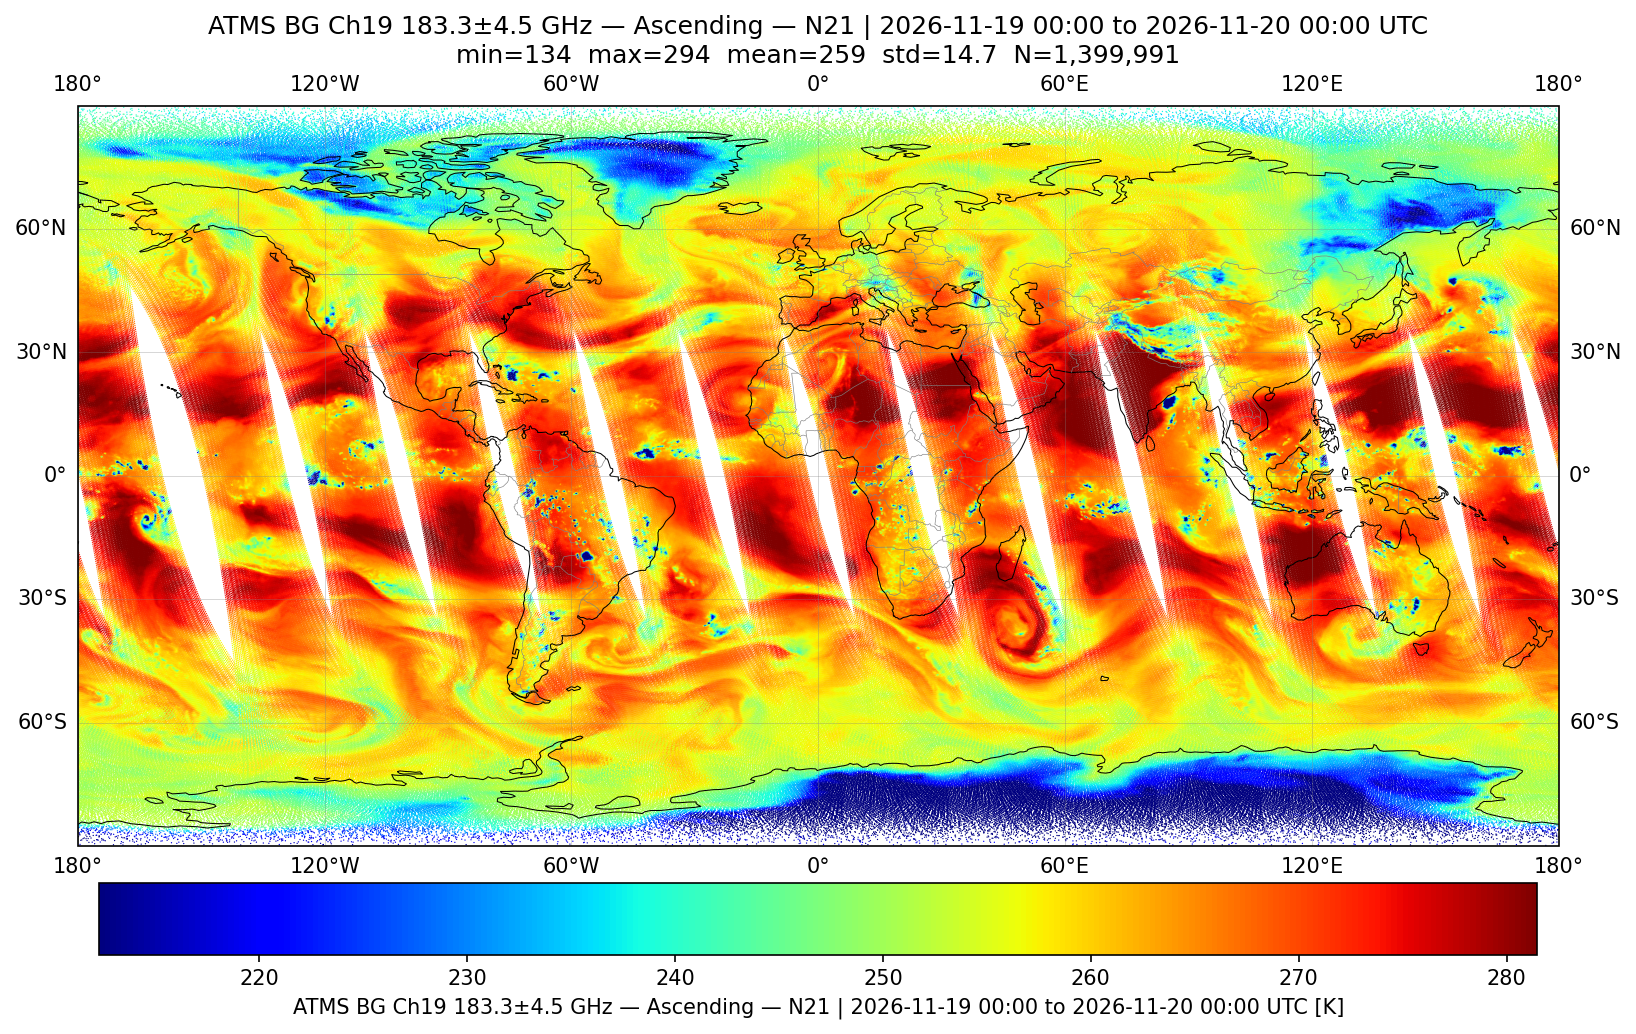 ATMS BG Ch19 183.3±4.5 GHz — Ascending — N21 | 2026-11-19 00:00 to 2026-11-20 00:00 UTC
min=134 max=294 mean=259 std=14.7 N=1,399,991
180° 120°W 60°W 0° 60°E 120°E 180°
60°N 60°N
30°N 30°N
0° 0°
30°S 30°S
60°S 60°S
180° 120°W 60°W 0° 60°E 120°E 180°
220 230 240 250 260 270 280
ATMS BG Ch19 183.3±4.5 GHz — Ascending — N21 | 2026-11-19 00:00 to 2026-11-20 00:00 UTC [K]